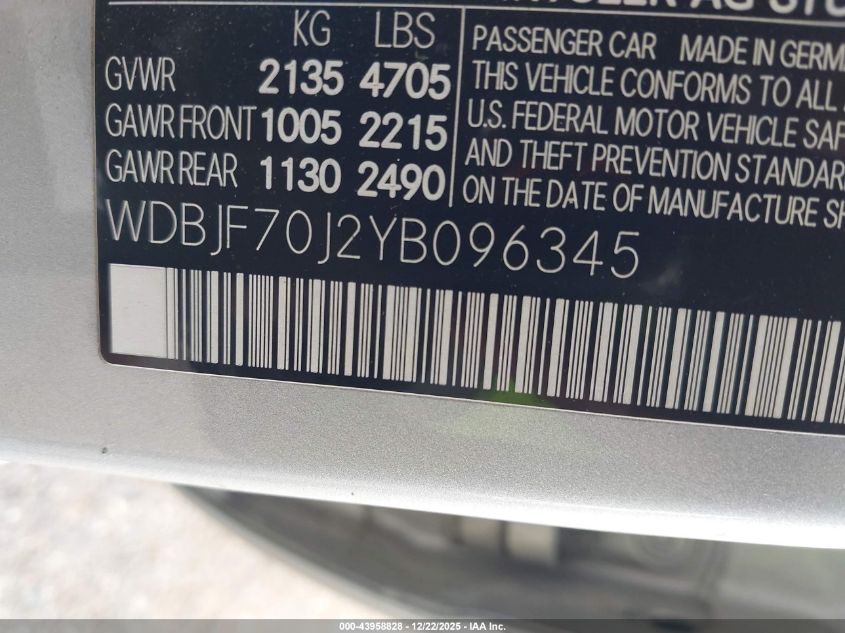 KG LBS
GVWR 2135 4705
GAWR FRONT 1005 2215
GAWR REAR 1130 2490
PASSENGER CAR MADE IN GERM
THIS VEHICLE CONFORMS TO ALL
U.S. FEDERAL MOTOR VEHICLE SAF
AND THEFT PREVENTION STANDAR
ON THE DATE OF MANUFACTURE SH
WDBJF70J2YB096345
000-43958828 - 12/22/2025 - IAA Inc.